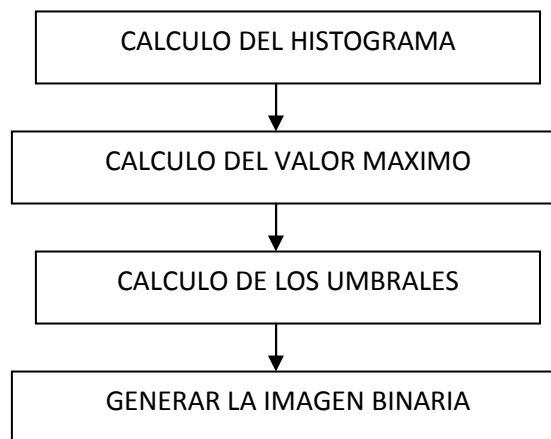 CALCULO DEL HISTOGRAMA
CALCULO DEL VALOR MAXIMO
CALCULO DE LOS UMBRALES
GENERAR LA IMAGEN BINARIA